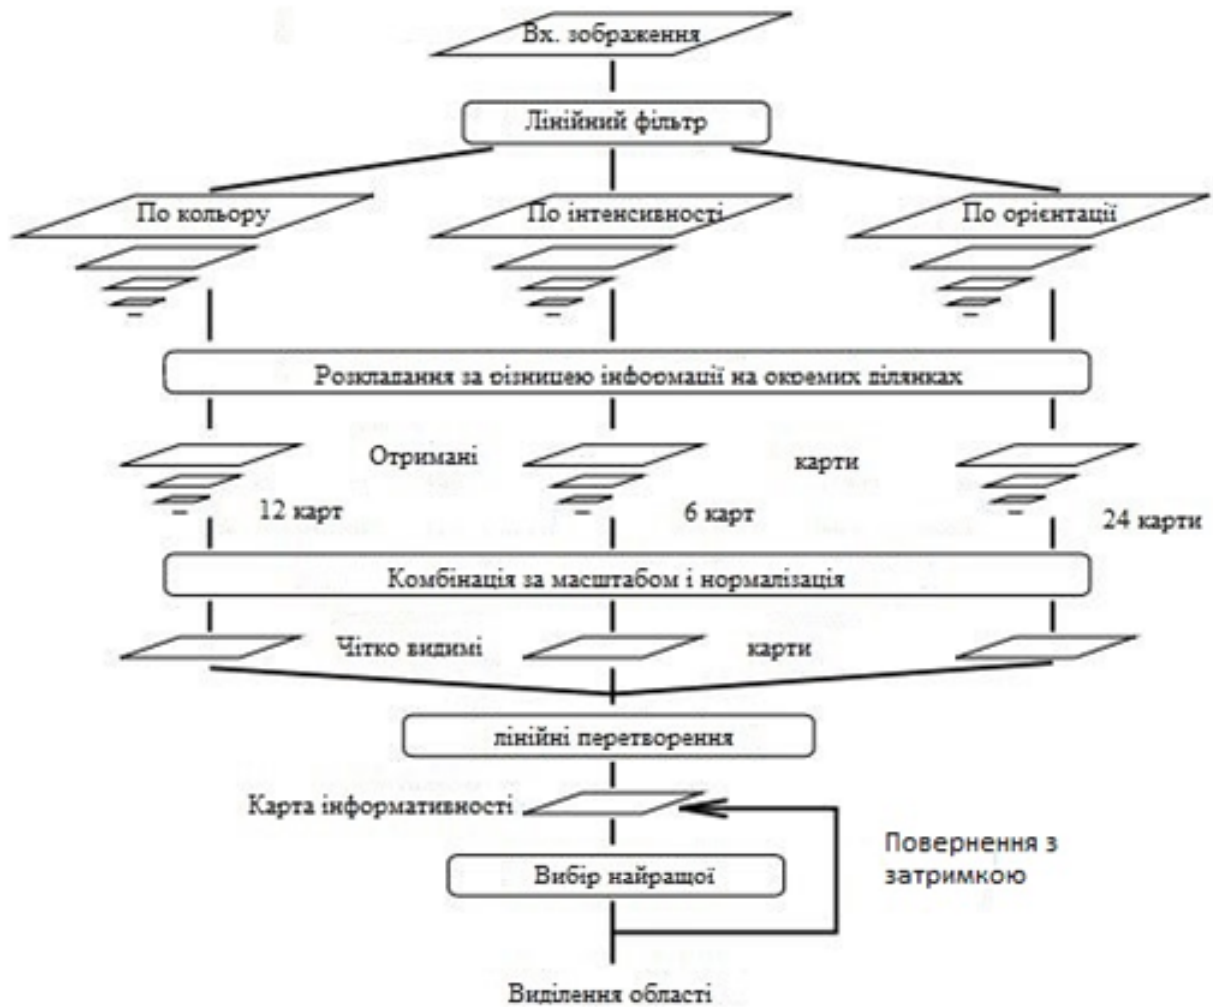 Вх. зображення
Лінійний фільтр
По кольору
По інтенсивності
По орієнтації
Розкладання за різницею інформації на окремих ділянках
Отримані карти
12 карт
6 карт
24 карти
Комбінація за масштабом і нормалізація
Чітко видимі карти
лінійні перетворення
Карта інформативності
Повернення з
затримкою
Вибір найращої
Виділення області